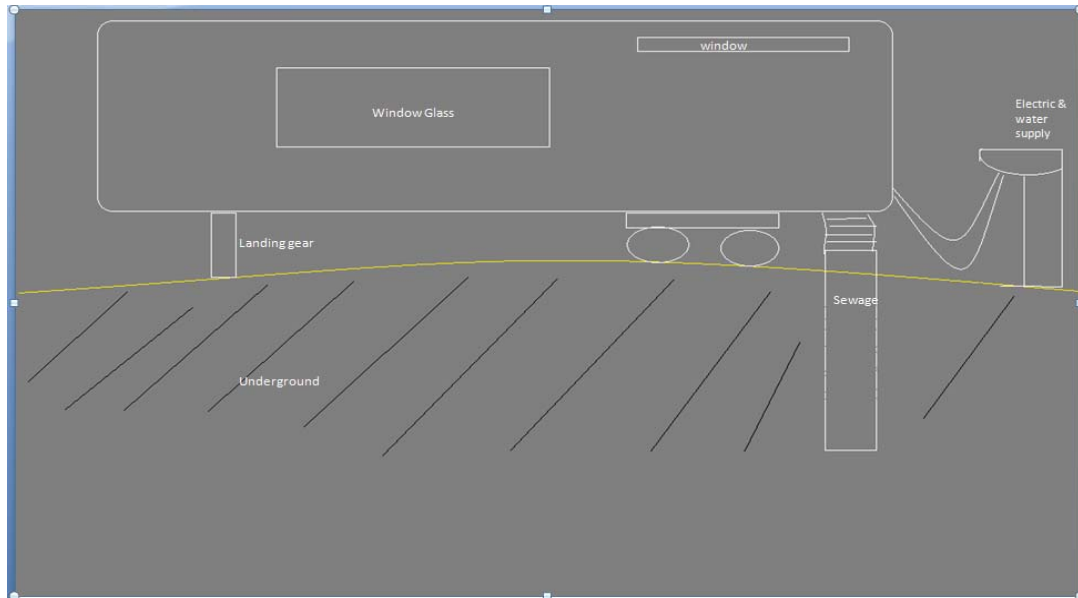 window
Window Glass
Electric &
water
supply
Landing gear
Sewage
Underground